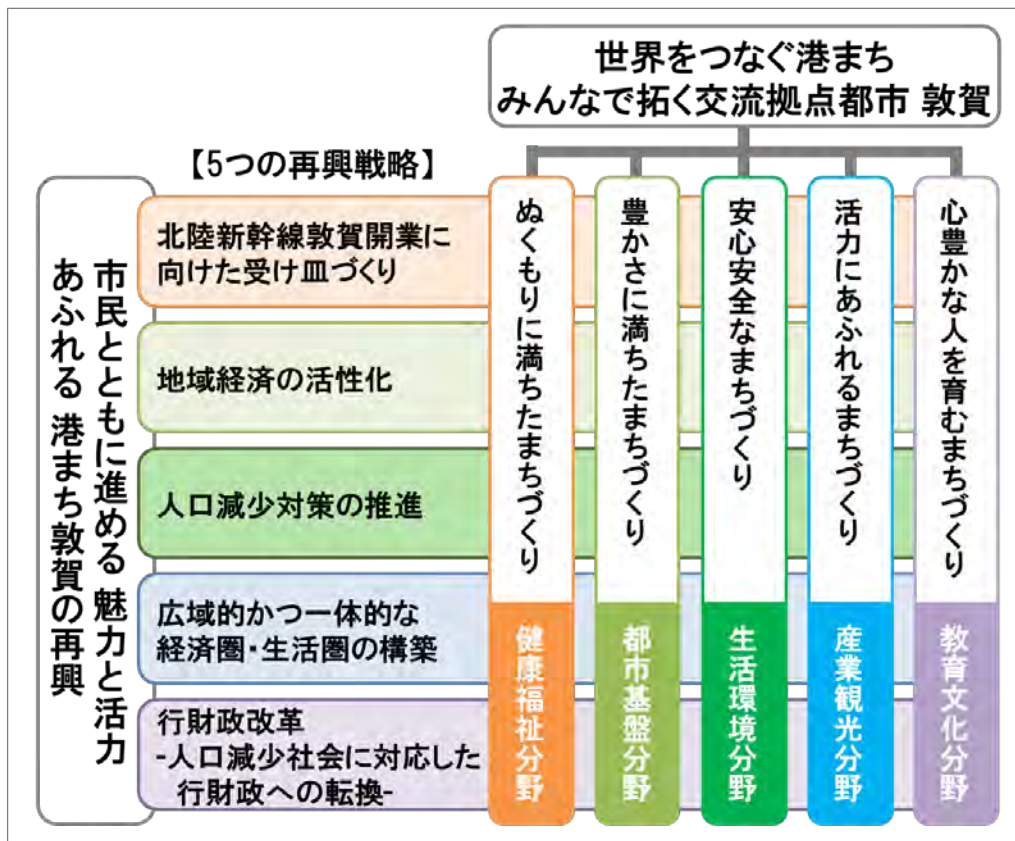 世界をつなぐ港まち
みんなで拓く交流拠点都市 敦賀
【5つの再興戦略】
市民とともに進める 魅力と活力
あふれる 港まち敦賀の再興
北陸新幹線敦賀開業に
向けた受け皿づくり
地域経済の活性化
人口減少対策の推進
広域的かつ一体的な
経済圏・生活圏の構築
行財政改革
-人口減少社会に対応した
行財政への転換-
ぬくもりに満ちたまちづくり
健康福祉分野
豊かさに満ちたまちづくり
都市基盤分野
安心安全なまちづくり
生活環境分野
活力にあふれるまちづくり
産業観光分野
心豊かな人を育むまちづくり
教育文化分野